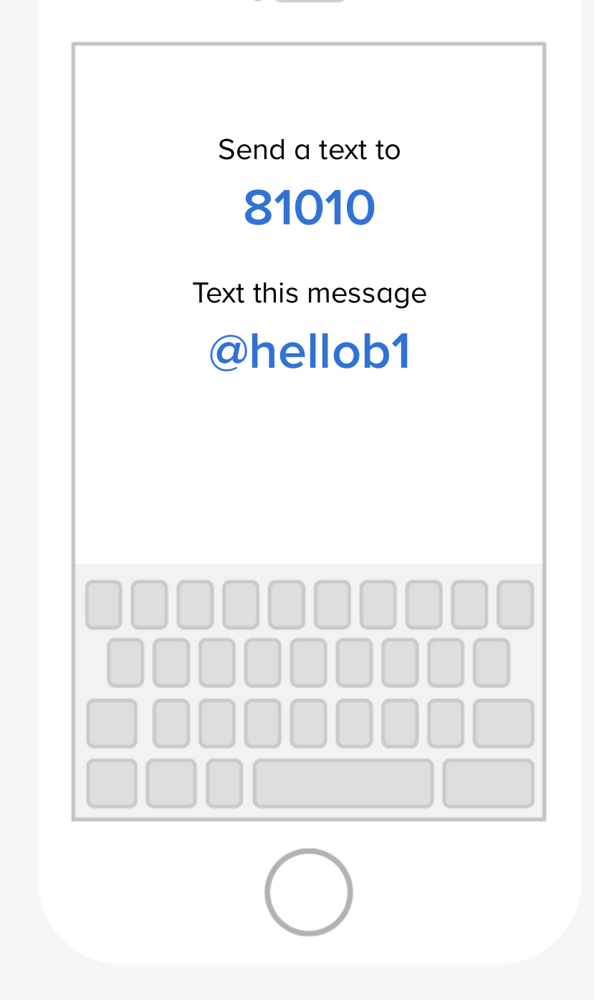 Send a text to
81010
Text this message
@hellob1